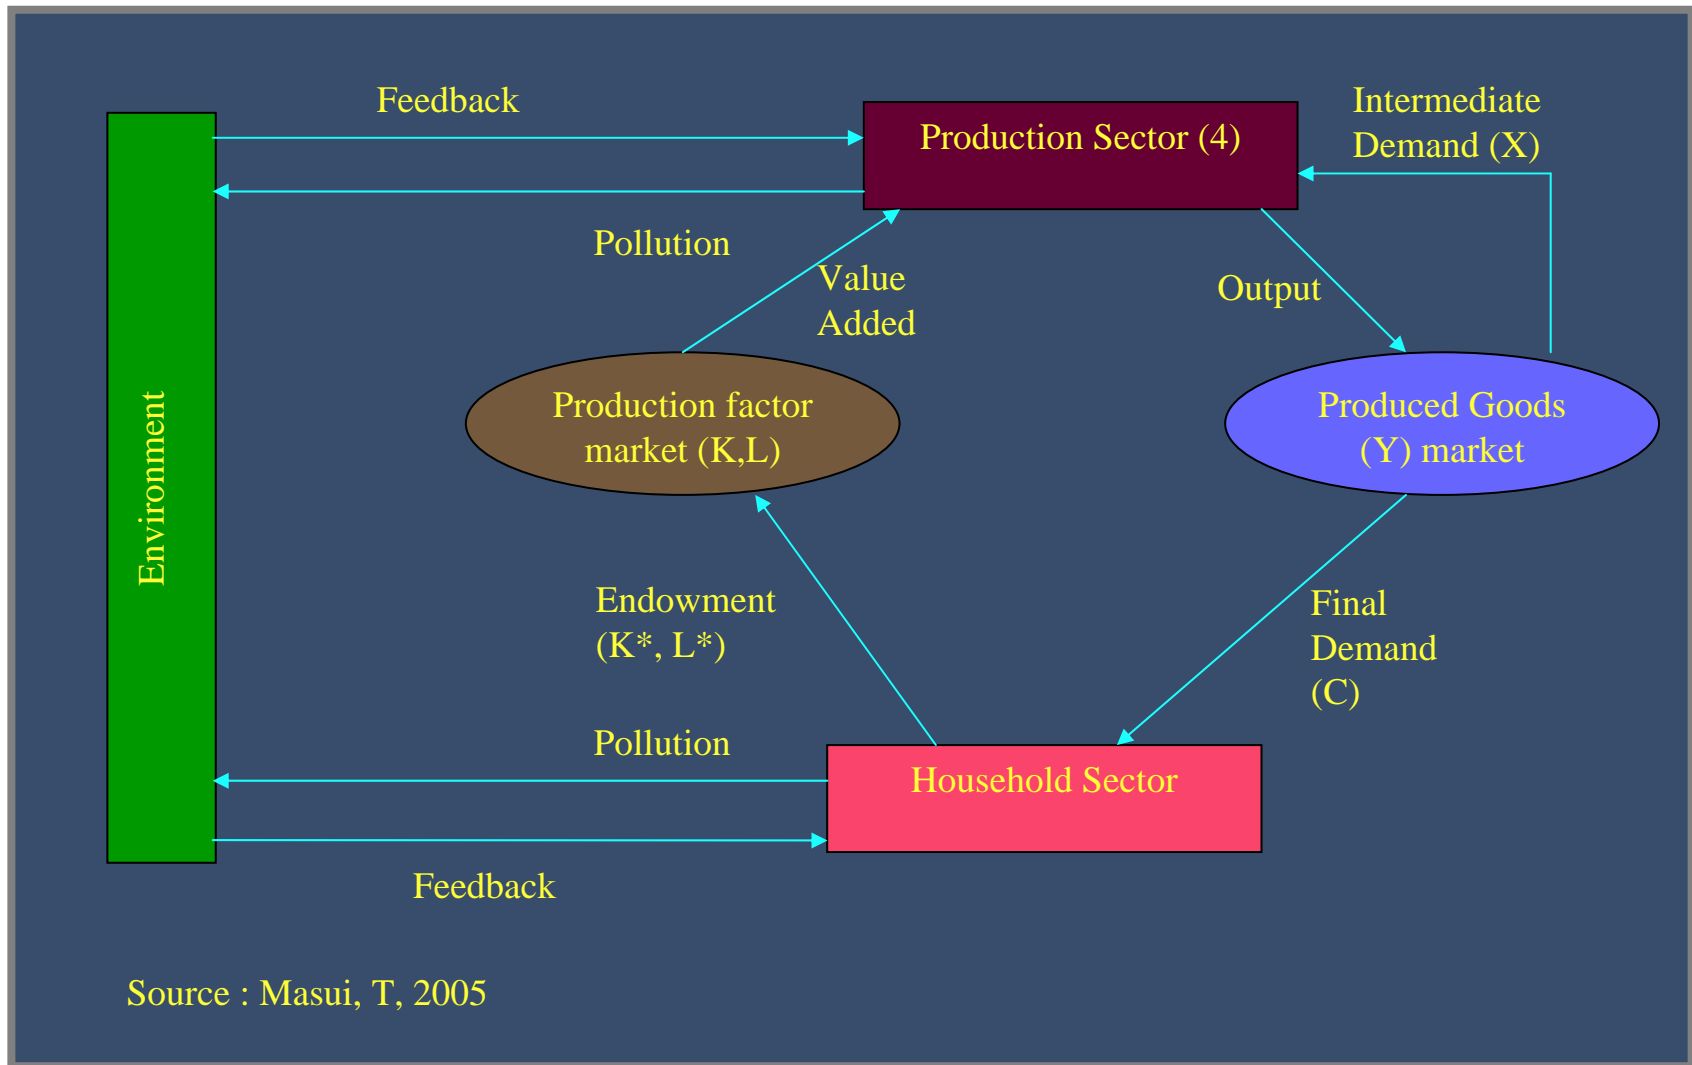 Feedback
Production Sector (4)
Intermediate
Demand (X)
Pollution
Value
Added
Output
Environment
Production factor
market (K,L)
Produced Goods
(Y) market
Endowment
(K*, L*)
Final
Demand
(C)
Pollution
Household Sector
Feedback
Source : Masui, T, 2005